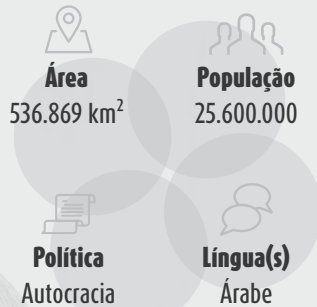 Área
536.869 km²
População
25.600.000
Política
Autocracia
Língua(s)
Árabe